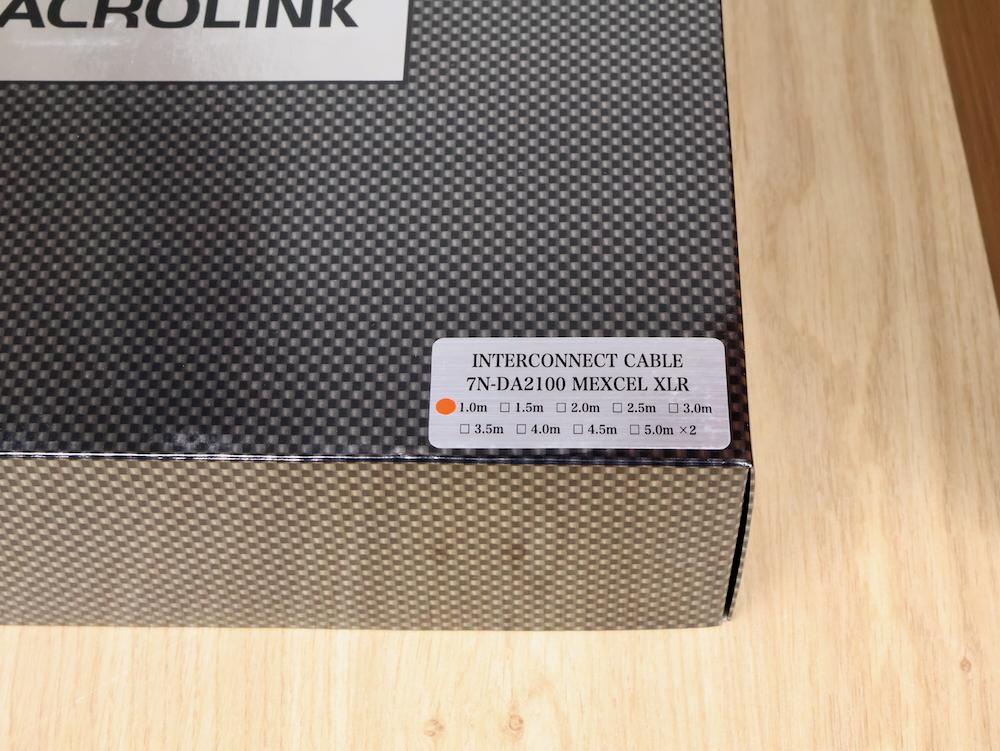 ACROLINK
INTERCONNECT CABLE
7N-DA2100 MEXCEL XLR
1.0m □ 1.5m □ 2.0m □ 2.5m □ 3.0m
□ 3.5m □ 4.0m □ 4.5m □ 5.0m ×2